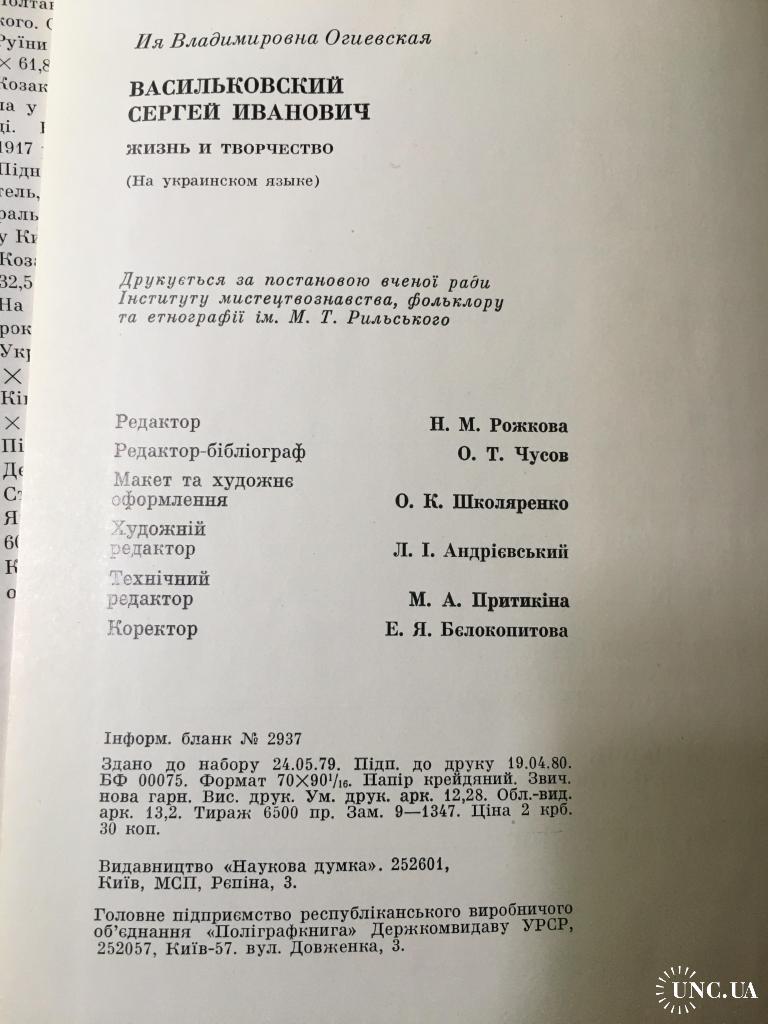 Ия Владимировна Огиевская
ВАСИЛЬКОВСКИЙ
СЕРГЕЙ ИВАНОВИЧ
ЖИЗНЬ И ТВОРЧЕСТВО
(На украинском языке)
Друкується за постановою вченої ради
Інституту мистецтвознавства, фольклору
та етнографії ім. М. Т. Рильського
Редактор Н. М. Рожкова
Редактор-бібліограф О. Т. Чусов
Макет та художнє
оформлення О. К. Школяренко
Художній
редактор Л. І. Андрієвський
Технічний
редактор М. А. Притикіна
Коректор Е. Я. Бєлокопитова
Інформ. бланк № 2937
Здано до набору 24.05.79. Підп. до друку 19.04.80.
БФ 00075. Формат 70×90¹/₁₆. Папір крейдяний. Звич.
нова гарн. Вис. друк. Ум. друк. арк. 12,28. Обл.-вид.
арк. 13,2. Тираж 6500 пр. Зам. 9—1347. Ціна 2 крб.
30 коп.
Видавництво «Наукова думка». 252601,
Київ, МСП, Рєпіна, 3.
Головне підприємство республіканського виробничого
об'єднання «Поліграфкнига» Держкомвидаву УРСР,
252057, Київ-57. вул. Довженка, 3.
UNC.UA